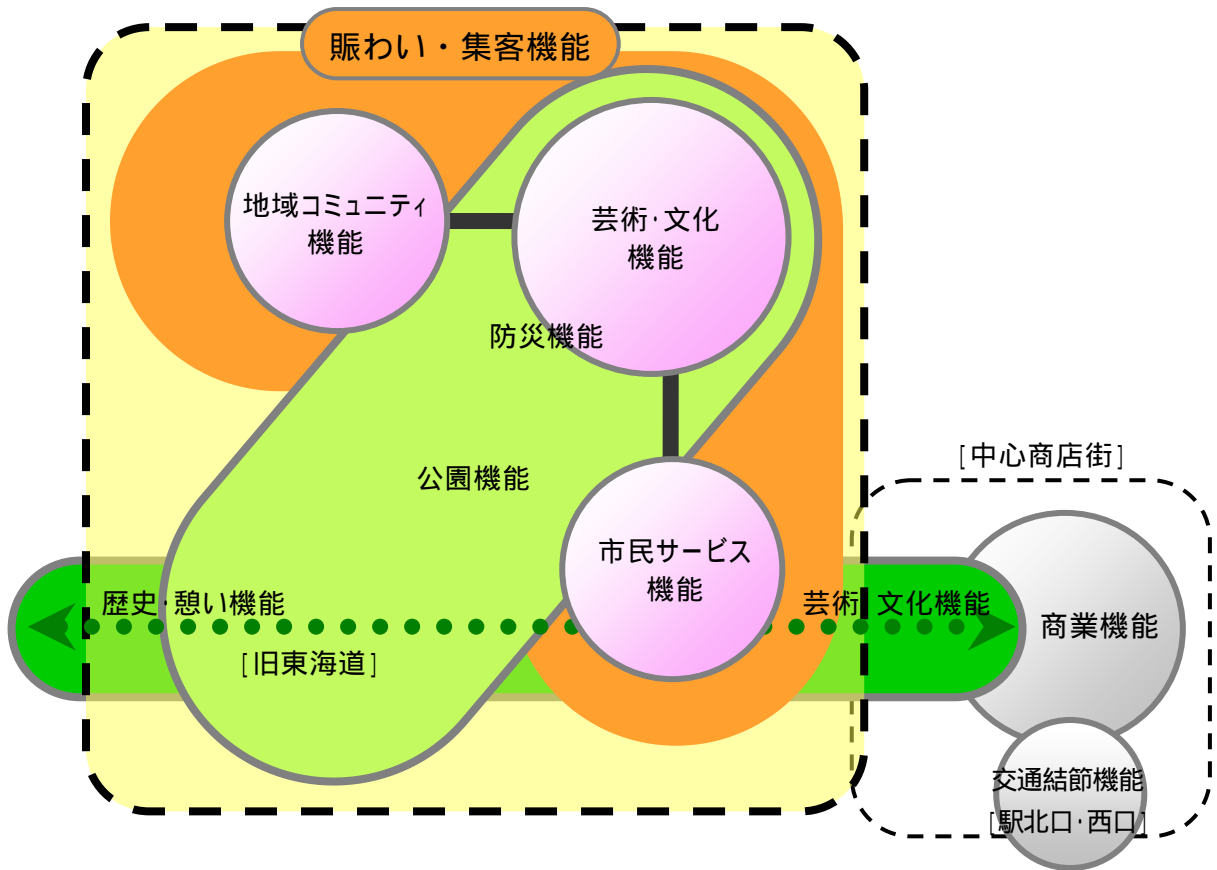 賑わい・集客機能
地域コミュニティ
機能
芸術・文化
機能
防災機能
公園機能
[中心商店街]
市民サービス
機能
歴史・憩い機能
芸術・文化機能
商業機能
[旧東海道]
交通結節機能
[駅北口・西口]